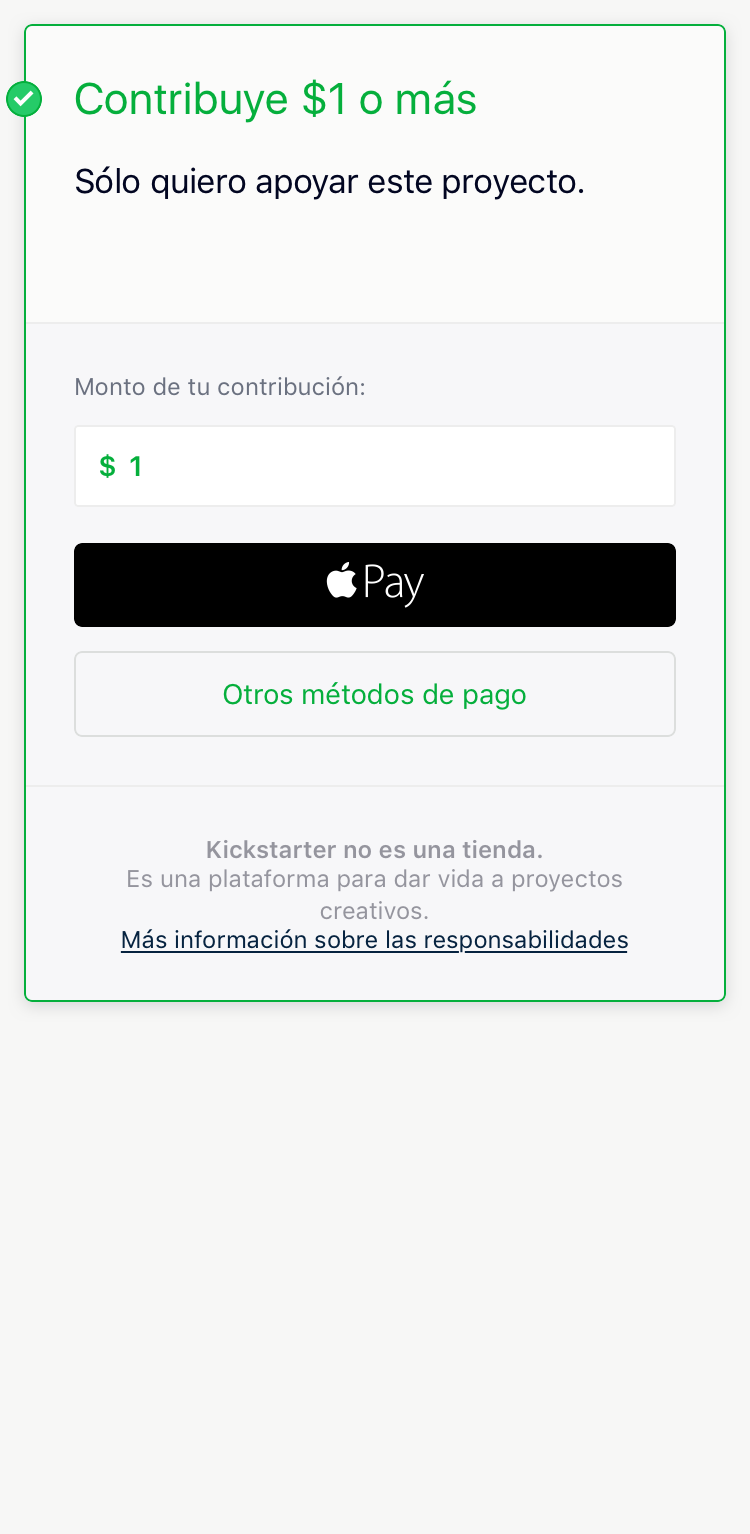 Contribuye $1 o más
Sólo quiero apoyar este proyecto.
Monto de tu contribución:
$ 1
Pay
Otros métodos de pago
Kickstarter no es una tienda.
Es una plataforma para dar vida a proyectos
creativos.
Más información sobre las responsabilidades